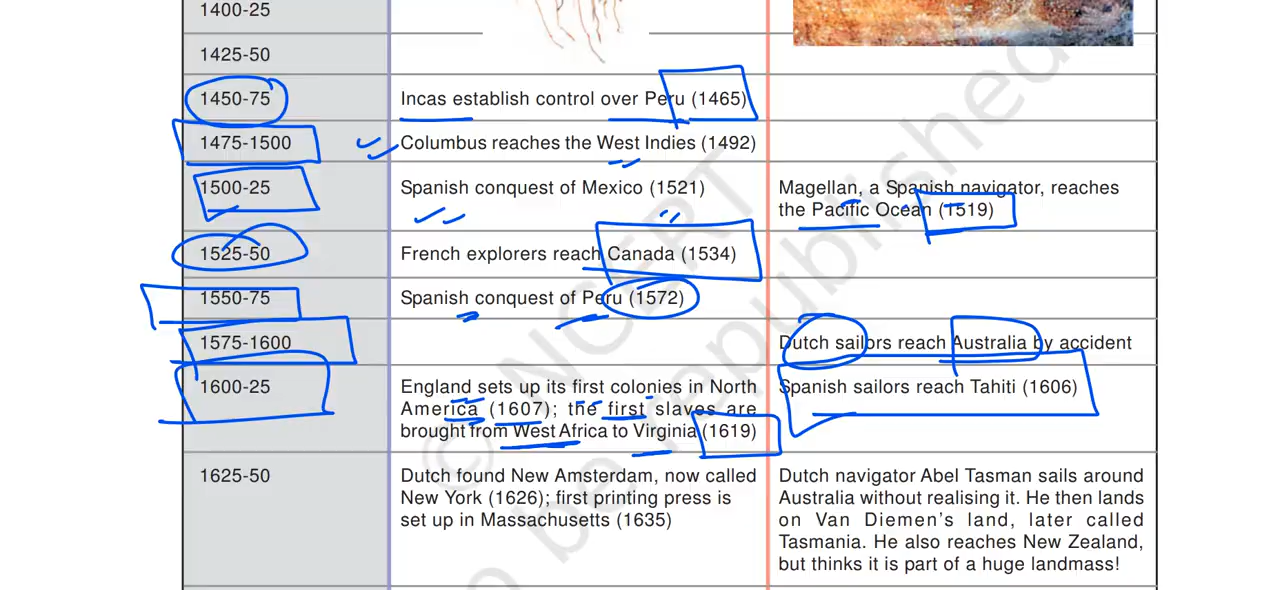 1400-25
1425-50
1450-75
Incas establish control over Peru (1465)
1475-1500
Columbus reaches the West Indies (1492)
1500-25
Spanish conquest of Mexico (1521)
Magellan, a Spanish navigator, reaches
the Pacific Ocean (1519)
1525-50
French explorers reach Canada (1534)
1550-75
Spanish conquest of Peru (1572)
1575-1600
Dutch sailors reach Australia by accident
1600-25
England sets up its first colonies in North
America (1607); the first slaves are
brought from West Africa to Virginia (1619)
Spanish sailors reach Tahiti (1606)
1625-50
Dutch found New Amsterdam, now called
New York (1626); first printing press is
set up in Massachusetts (1635)
Dutch navigator Abel Tasman sails around
Australia without realising it. He then lands
on Van Diemen's land, later called
Tasmania. He also reaches New Zealand,
but thinks it is part of a huge landmass!
© NCERT
o be republished